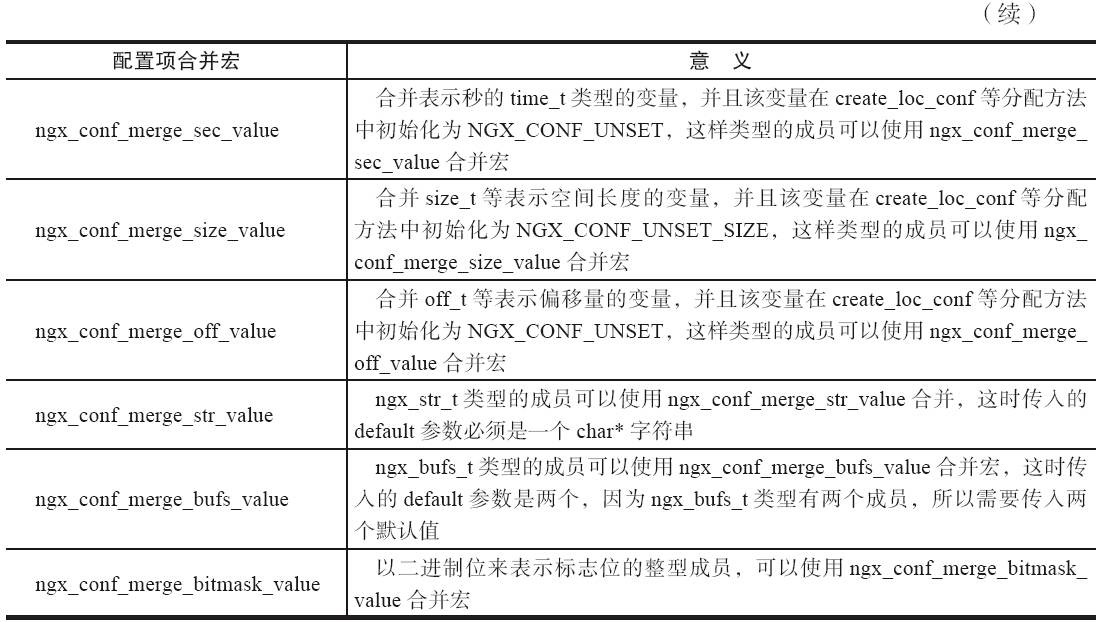 （续）
配置项合并宏
意 义
ngx_conf_merge_sec_value
合并表示秒的 time_t 类型的变量，并且该变量在 create_loc_conf 等分配方法
中初始化为 NGX_CONF_UNSET，这样类型的成员可以使用 ngx_conf_merge_
sec_value 合并宏
ngx_conf_merge_size_value
合并 size_t 等表示空间长度的变量，并且该变量在 create_loc_conf 等分配
方法中初始化为 NGX_CONF_UNSET_SIZE，这样类型的成员可以使用 ngx_
conf_merge_size_value 合并宏
ngx_conf_merge_off_value
合并 off_t 等表示偏移量的变量，并且该变量在 create_loc_conf 等分配方法
中初始化为 NGX_CONF_UNSET，这样类型的成员可以使用 ngx_conf_merge_
off_value 合并宏
ngx_conf_merge_str_value
ngx_str_t 类型的成员可以使用 ngx_conf_merge_str_value 合并，这时传入的
default 参数必须是一个 char* 字符串
ngx_conf_merge_bufs_value
ngx_bufs_t 类型的成员可以使用 ngx_conf_merge_bufs_value 合并宏，这时传
入的 default 参数是两个，因为 ngx_bufs_t 类型有两个成员，所以需要传入两
个默认值
ngx_conf_merge_bitmask_value
以二进制位来表示标志位的整型成员，可以使用 ngx_conf_merge_bitmask_
value 合并宏